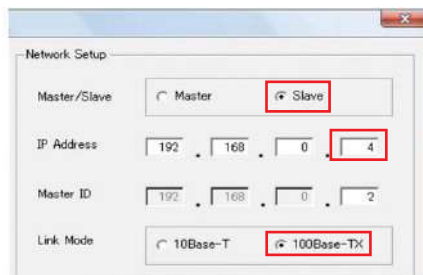 Network Setup
Master/Slave Master Slave
IP Address 192 . 168 . 0 . 4
Master ID 192 . 168 . 0 . 2
Link Mode 10Base-T 100Base-TX